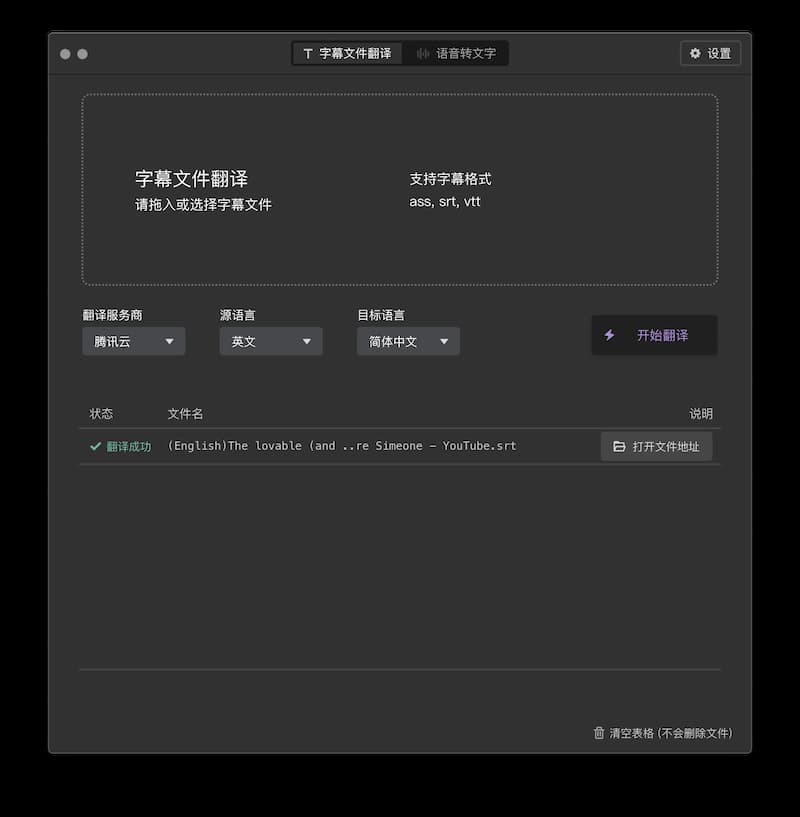 字幕文件翻译 语音转文字 设置
字幕文件翻译
请拖入或选择字幕文件
支持字幕格式
ass, srt, vtt
翻译服务商 源语言 目标语言
腾讯云 英文 简体中文 开始翻译
状态 文件名 说明
翻译成功 (English)The lovable (and ..re Simeone - YouTube.srt 打开文件地址
清空表格 (不会删除文件)